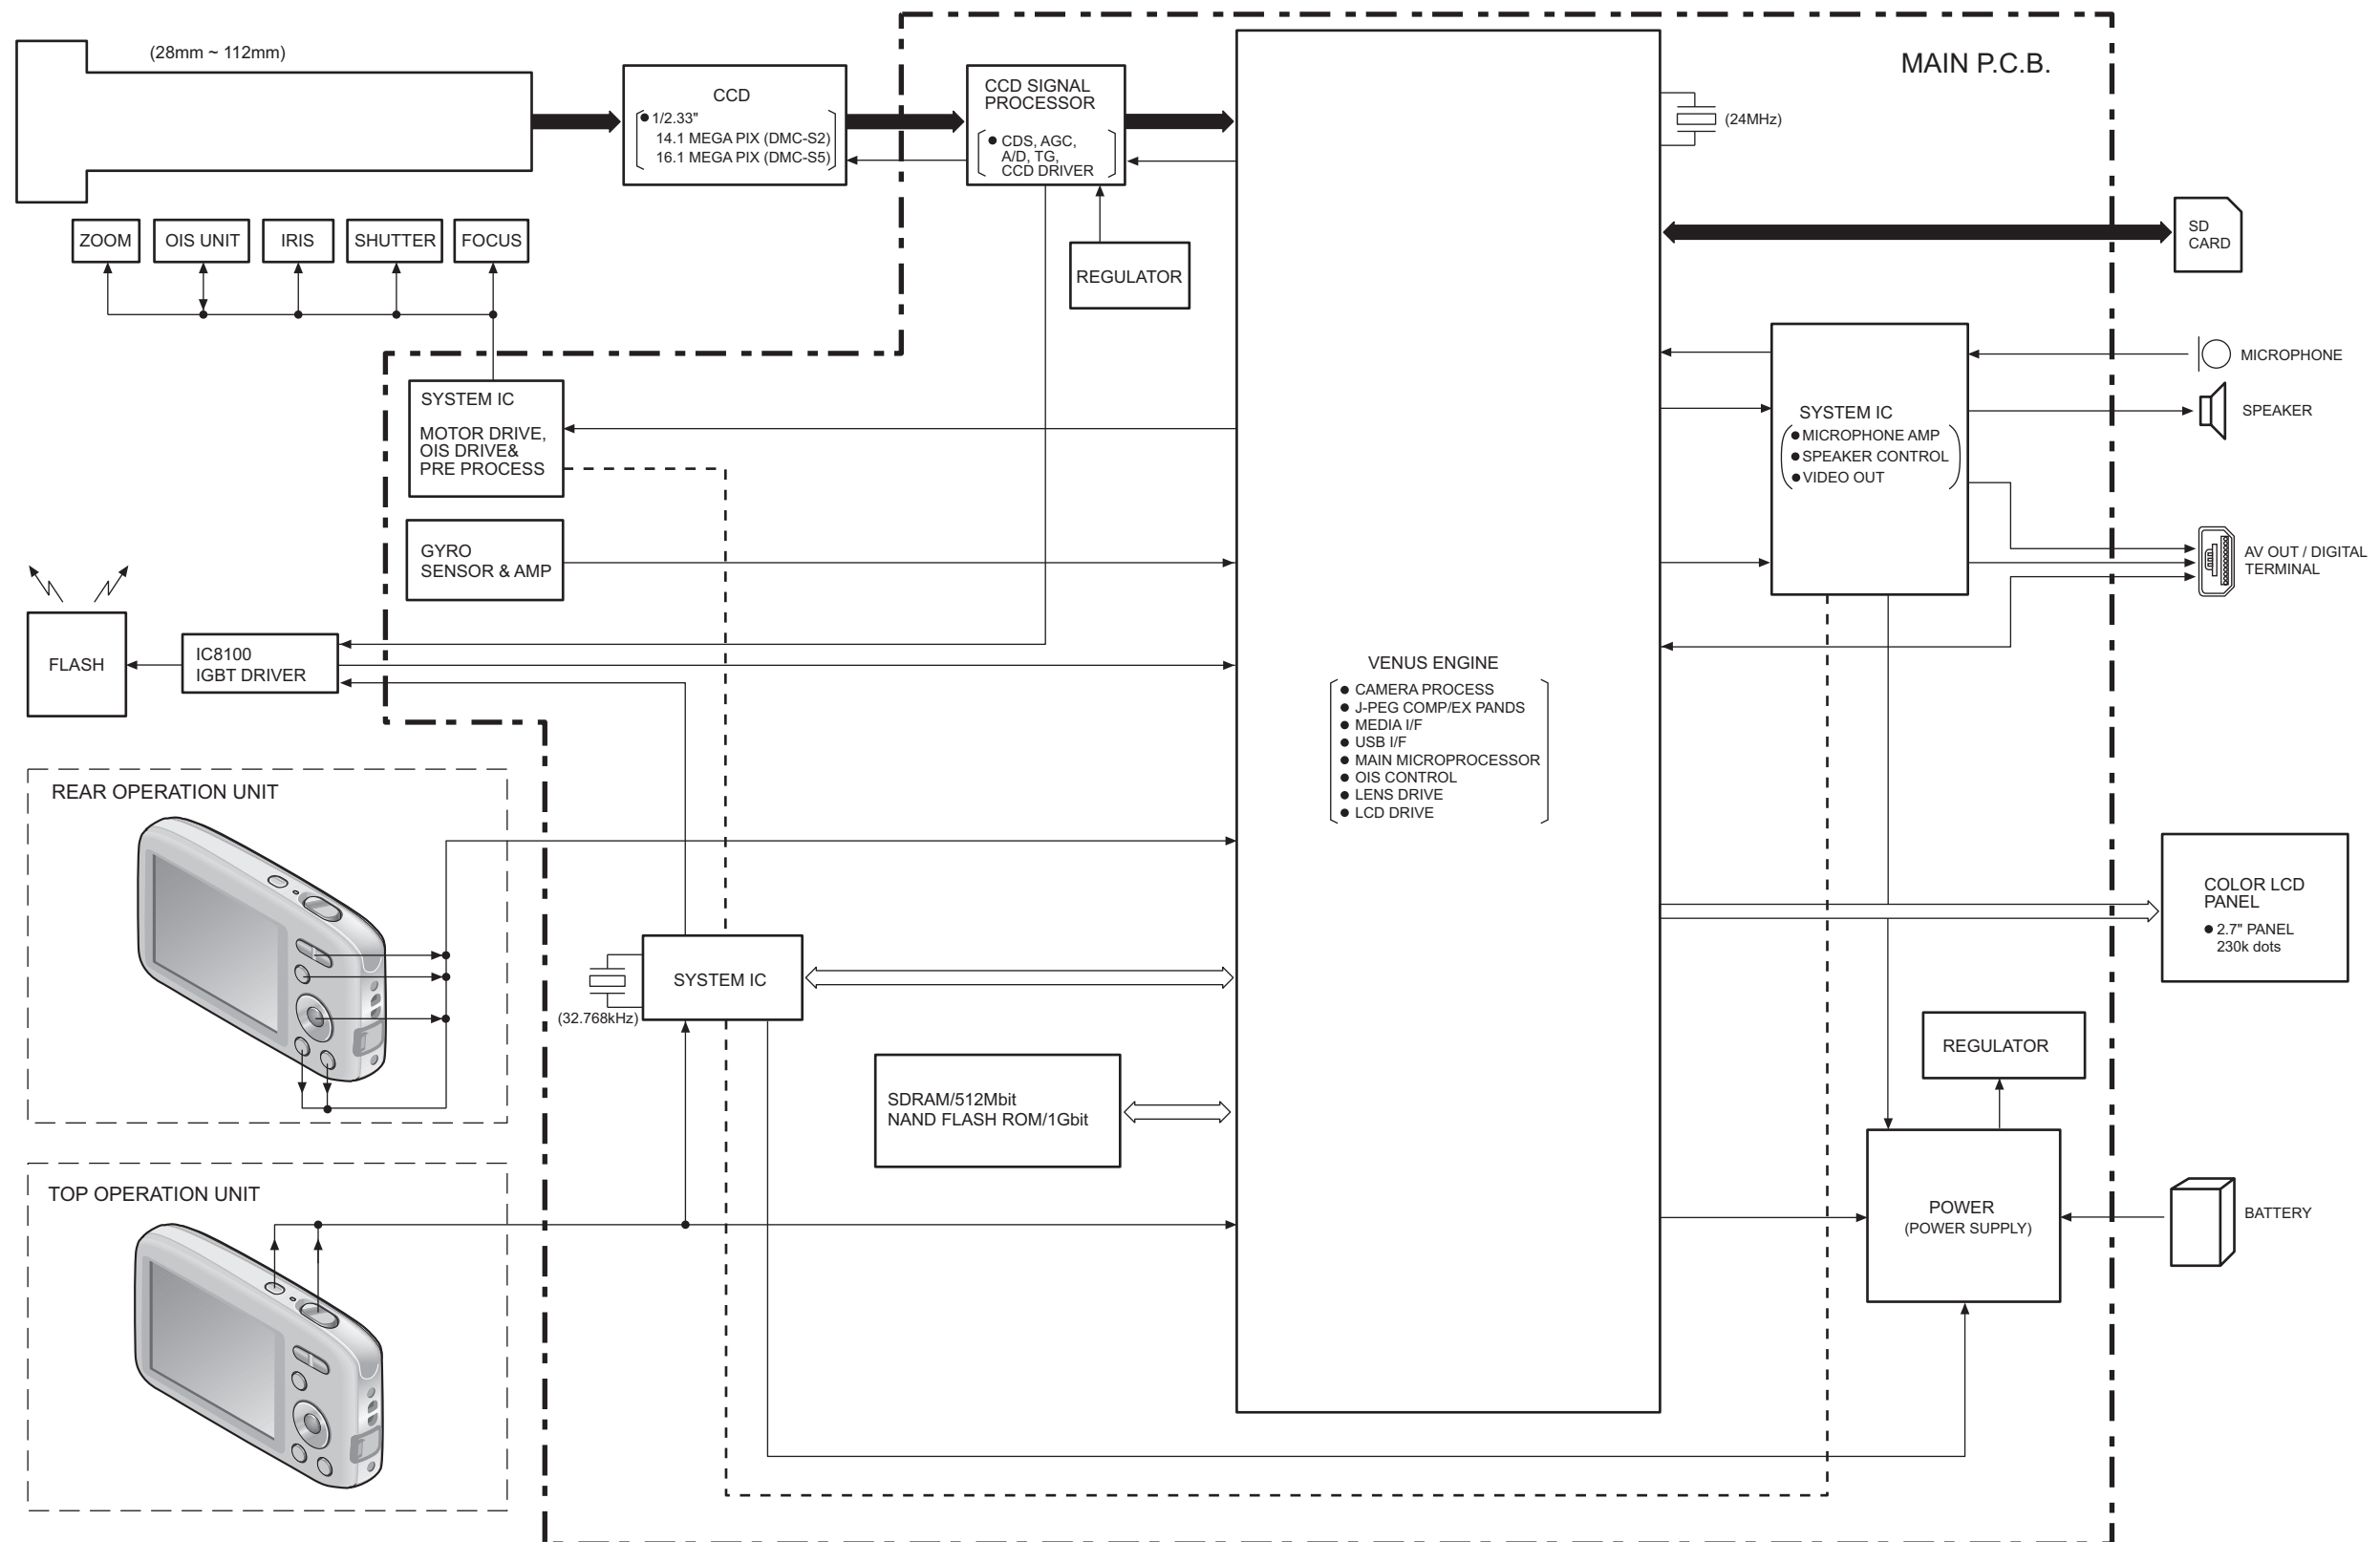 (28mm ~ 112mm)
MAIN P.C.B.
CCD
● 1/2.33"
14.1 MEGA PIX (DMC-S2)
16.1 MEGA PIX (DMC-S5)
CCD SIGNAL
PROCESSOR
● CDS, AGC,
A/D, TG,
CCD DRIVER
(24MHz)
ZOOM
OIS UNIT
IRIS
SHUTTER
FOCUS
REGULATOR
SD
CARD
SYSTEM IC
MOTOR DRIVE,
OIS DRIVE&
PRE PROCESS
SYSTEM IC
● MICROPHONE AMP
● SPEAKER CONTROL
● VIDEO OUT
MICROPHONE
SPEAKER
GYRO
SENSOR & AMP
AV OUT / DIGITAL
TERMINAL
FLASH
IC8100
IGBT DRIVER
VENUS ENGINE
● CAMERA PROCESS
● J-PEG COMP/EX PANDS
● MEDIA I/F
● USB I/F
● MAIN MICROPROCESSOR
● OIS CONTROL
● LENS DRIVE
● LCD DRIVE
REAR OPERATION UNIT
COLOR LCD
PANEL
● 2.7" PANEL
230k dots
SYSTEM IC
(32.768kHz)
REGULATOR
SDRAM/512Mbit
NAND FLASH ROM/1Gbit
TOP OPERATION UNIT
POWER
(POWER SUPPLY)
BATTERY